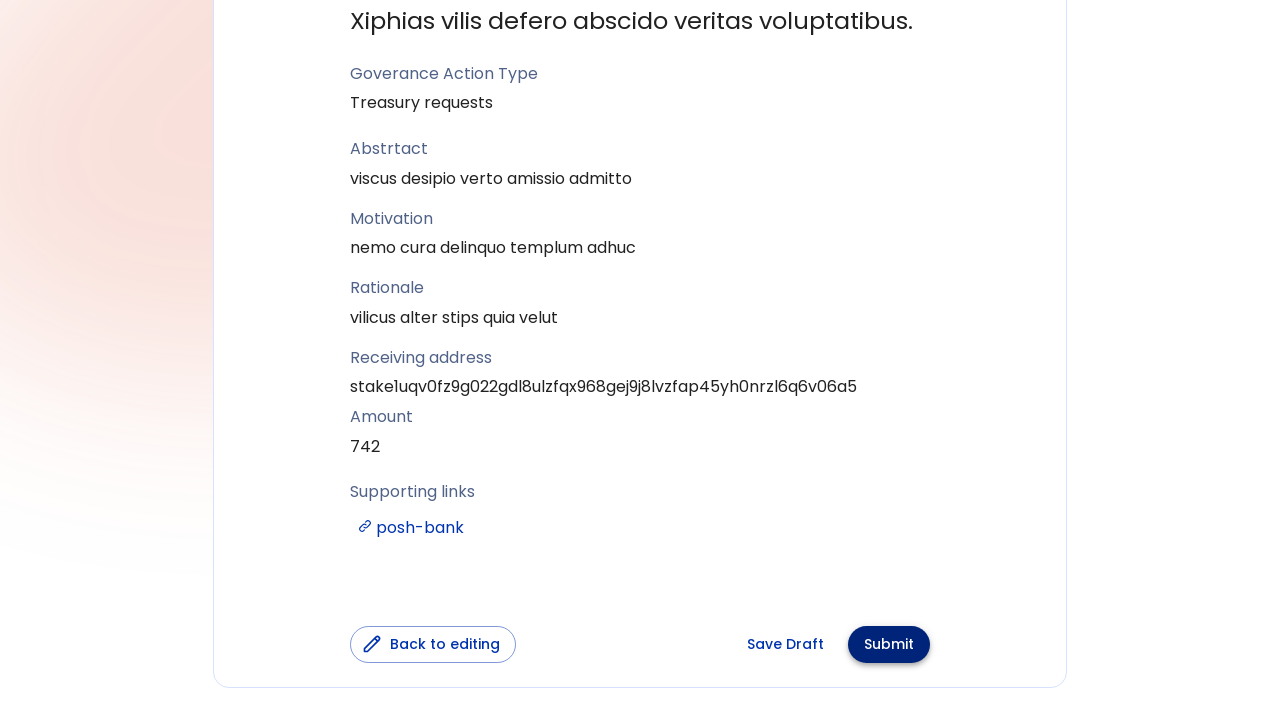 Xiphias vilis defero abscido veritas voluptatibus.
Goverance Action Type
Treasury requests
Abstrtact
viscus desipio verto amissio admitto
Motivation
nemo cura delinquo templum adhuc
Rationale
vilicus alter stips quia velut
Receiving address
stake1uqv0fz9g022gdl8ulzfqx968gej9j8lvzfap45yh0nrzl6q6v06a5
Amount
742
Supporting links
posh-bank
Back to editing
Save Draft
Submit